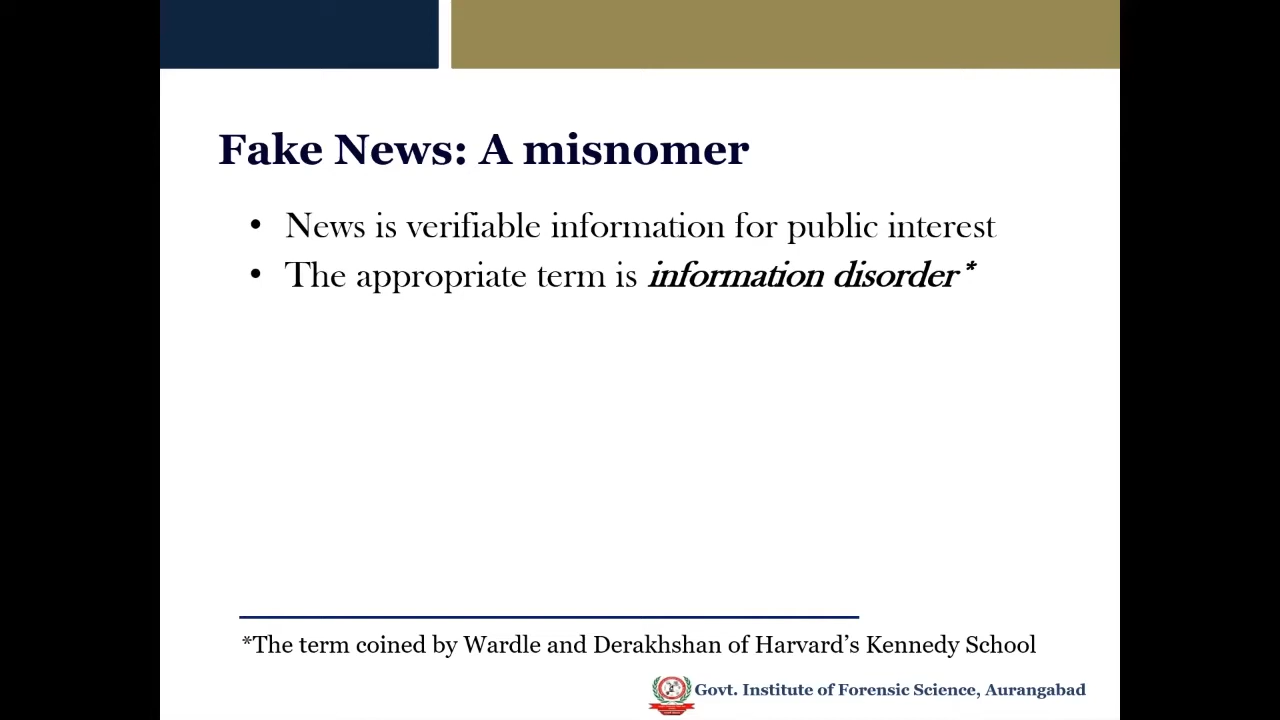 Fake News: A misnomer
• News is verifiable information for public interest
• The appropriate term is information disorder*
*The term coined by Wardle and Derakhshan of Harvard’s Kennedy School
Govt. Institute of Forensic Science, Aurangabad